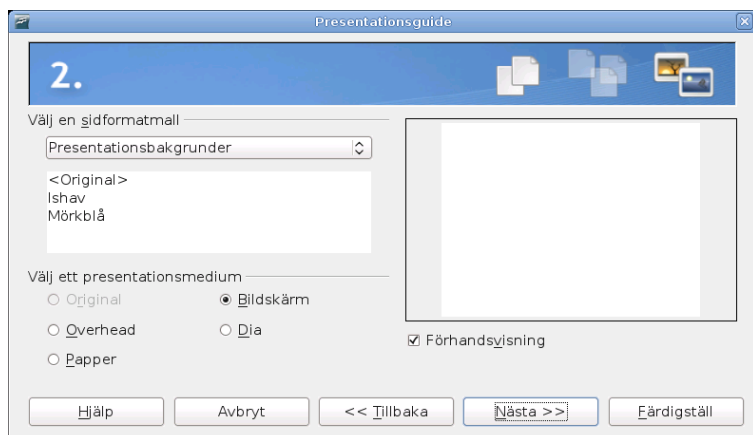 Presentationsguide
2.
Välj en sidformatmall
Presentationsbakgrunder
<Original>
Ishav
Mörkblå
Välj ett presentationsmedium
Original
Bildskärm
Overhead
Dia
Papper
Förhandsvisning
Hjälp
Avbryt
<< Tillbaka
Nästa >>
Färdigställ